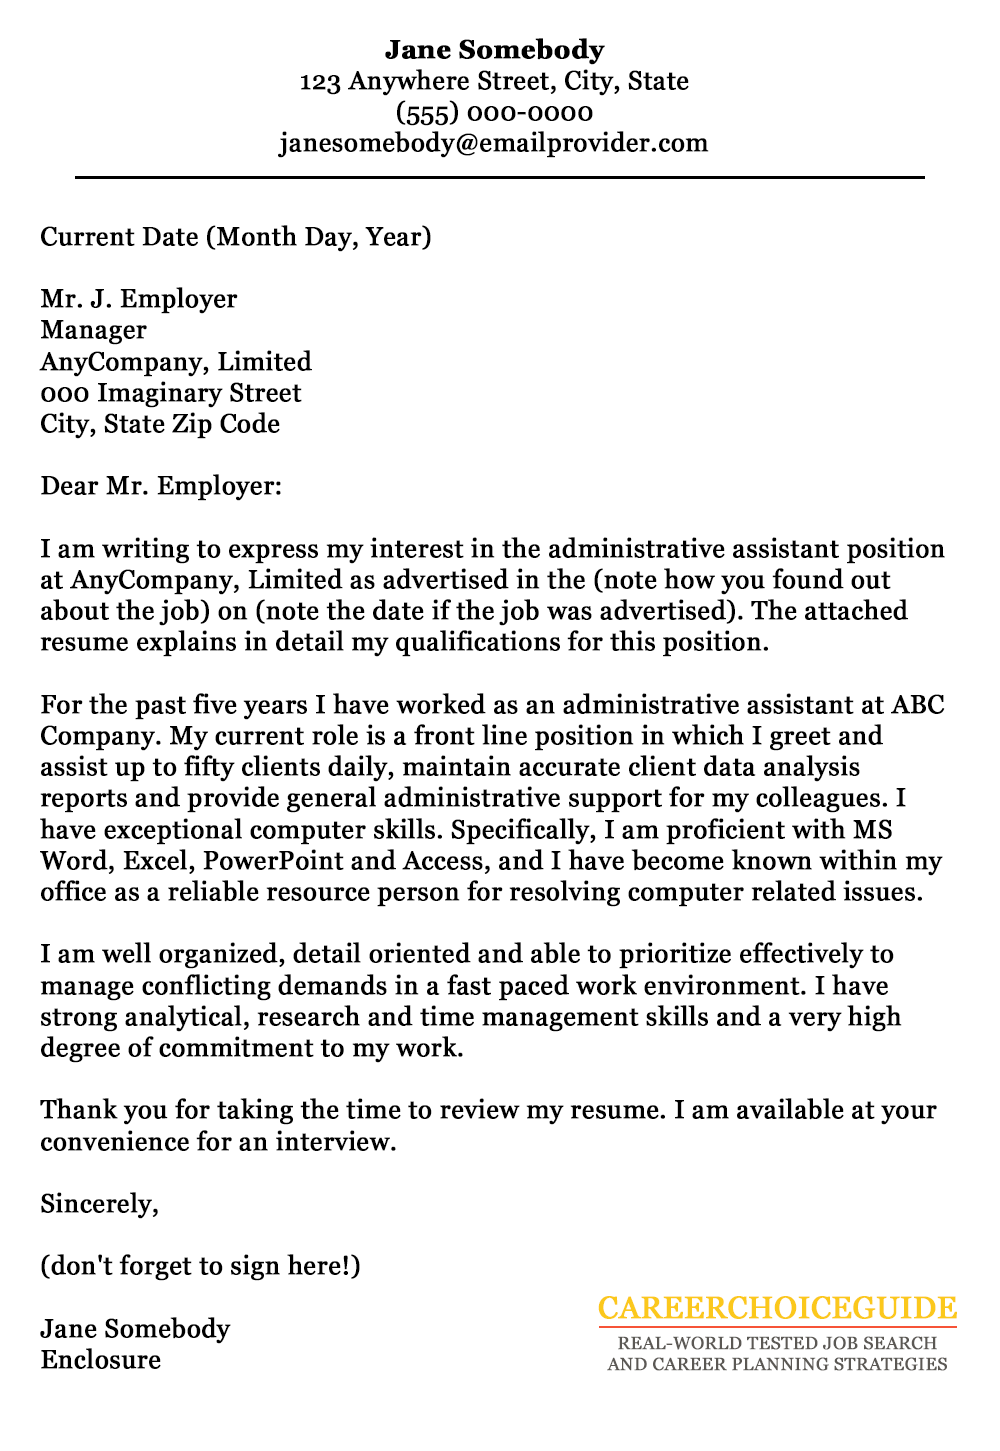 Jane Somebody
123 Anywhere Street, City, State
(555) 000-0000
janesomebody@emailprovider.com
Current Date (Month Day, Year)
Mr. J. Employer
Manager
AnyCompany, Limited
000 Imaginary Street
City, State Zip Code
Dear Mr. Employer:
I am writing to express my interest in the administrative assistant position
at AnyCompany, Limited as advertised in the (note how you found out
about the job) on (note the date if the job was advertised). The attached
resume explains in detail my qualifications for this position.
For the past five years I have worked as an administrative assistant at ABC
Company. My current role is a front line position in which I greet and
assist up to fifty clients daily, maintain accurate client data analysis
reports and provide general administrative support for my colleagues. I
have exceptional computer skills. Specifically, I am proficient with MS
Word, Excel, PowerPoint and Access, and I have become known within my
office as a reliable resource person for resolving computer related issues.
I am well organized, detail oriented and able to prioritize effectively to
manage conflicting demands in a fast paced work environment. I have
strong analytical, research and time management skills and a very high
degree of commitment to my work.
Thank you for taking the time to review my resume. I am available at your
convenience for an interview.
Sincerely,
(don't forget to sign here!)
Jane Somebody
Enclosure
CAREERCHOICEGUIDE
REAL-WORLD TESTED JOB SEARCH
AND CAREER PLANNING STRATEGIES